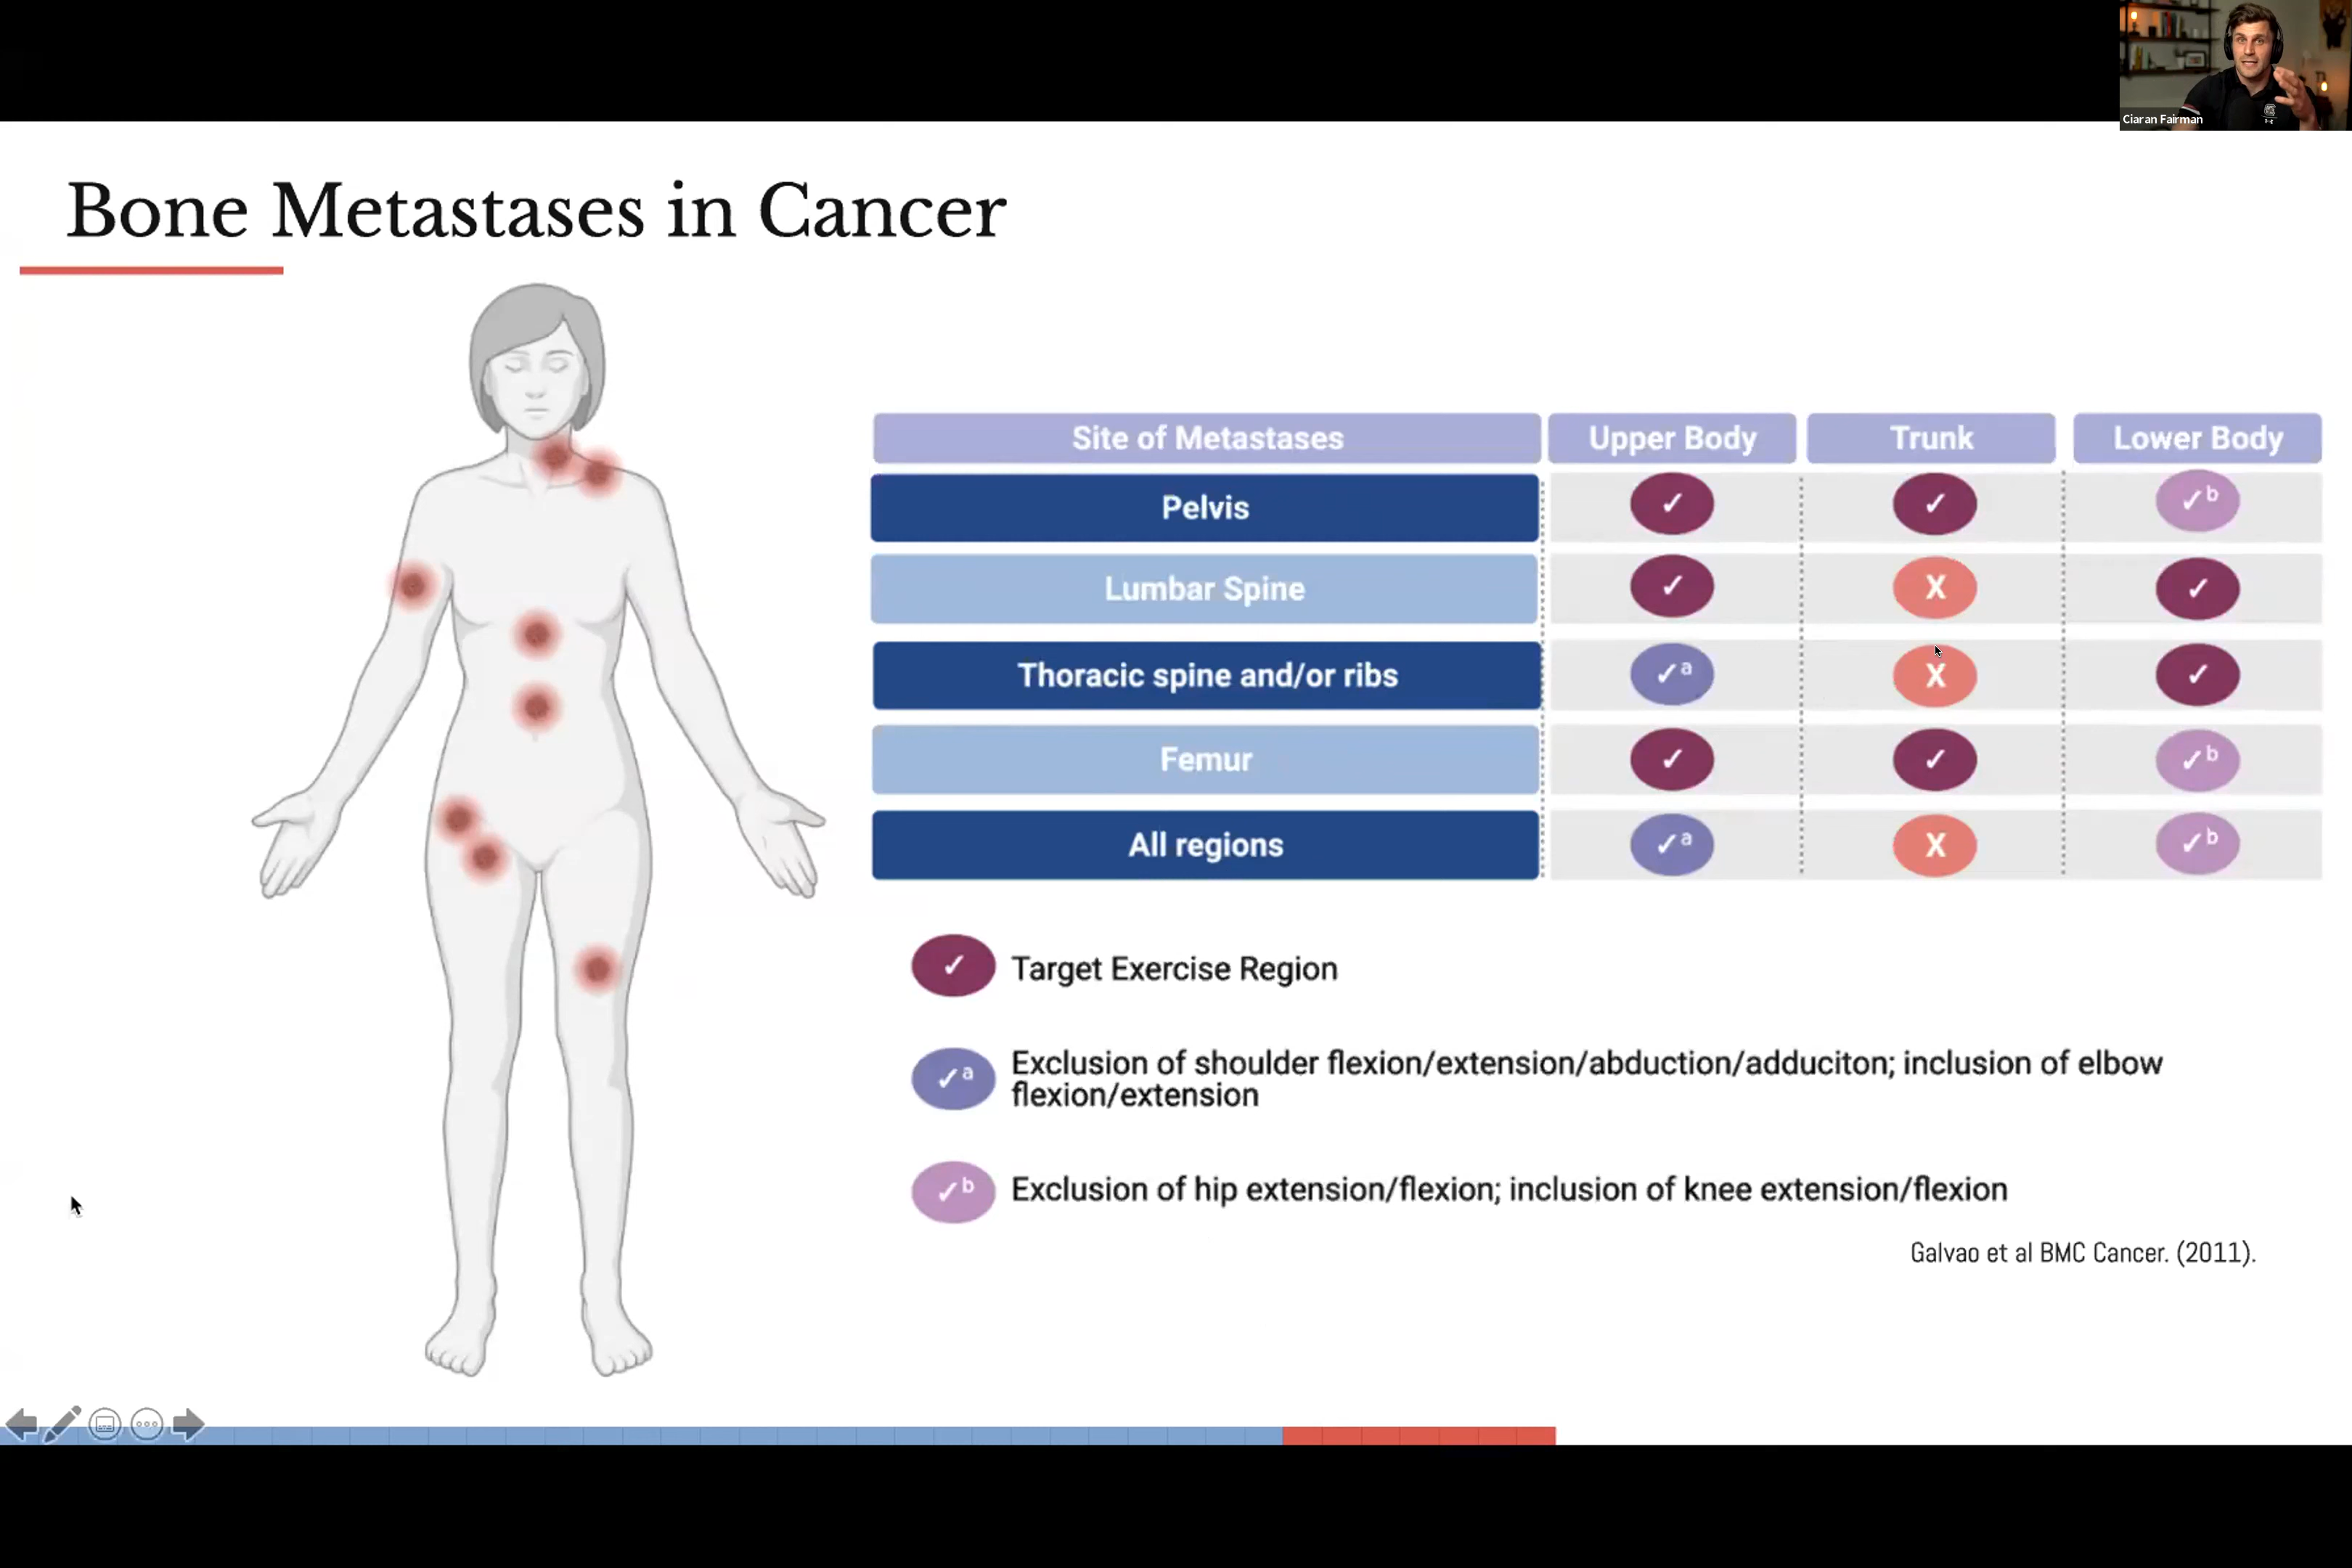 Ciaran Fairman
Bone Metastases in Cancer
Site of Metastases Upper Body Trunk Lower Body
Pelvis ✓ ✓ ✓b
Lumbar Spine ✓ X ✓
Thoracic spine and/or ribs ✓a X ✓
Femur ✓ ✓ ✓b
All regions ✓a X ✓b
✓ Target Exercise Region
✓a Exclusion of shoulder flexion/extension/abduction/adduciton; inclusion of elbow
flexion/extension
✓b Exclusion of hip extension/flexion; inclusion of knee extension/flexion
Galvao et al BMC Cancer. (2011).